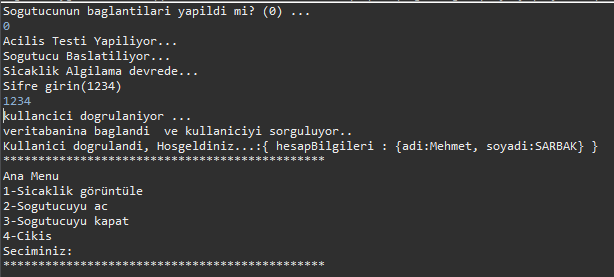 Sogutucunun baglantilari yapildi mi? (0) ...
0
Acilis Testi Yapiliyor...
Sogutucu Baslatiliyor...
Sicaklik Algilama devrede...
Sifre girin(1234)
1234
kullancici dogrulaniyor ...
veritabanina baglandi  ve kullaniciyi sorguluyor..
Kullanici dogrulandi, Hosgeldiniz...:{ hesapBilgileri : {adi:Mehmet, soyadi:SARBAK} }
**********************************************
Ana Menu
1-Sicaklik görüntüle
2-Sogutucuyu ac
3-Sogutucuyu kapat
4-Cikis
Seciminiz:
**********************************************